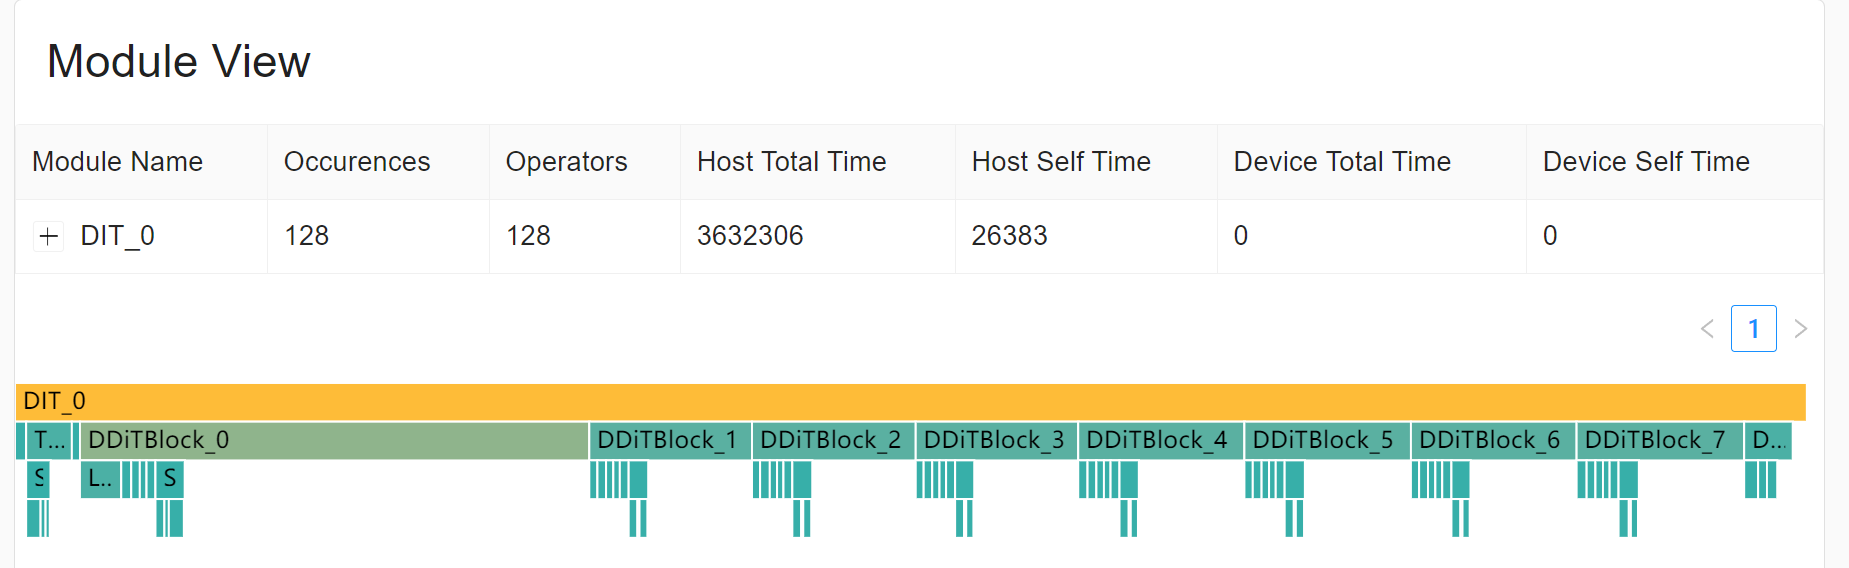 Module View
Module Name Occurences Operators Host Total Time Host Self Time Device Total Time Device Self Time
DIT_0 128 128 3632306 26383 0 0
1
DIT_0
T... DDiTBlock_0 DDiTBlock_1 DDiTBlock_2 DDiTBlock_3 DDiTBlock_4 DDiTBlock_5 DDiTBlock_6 DDiTBlock_7 D...
S L.. S